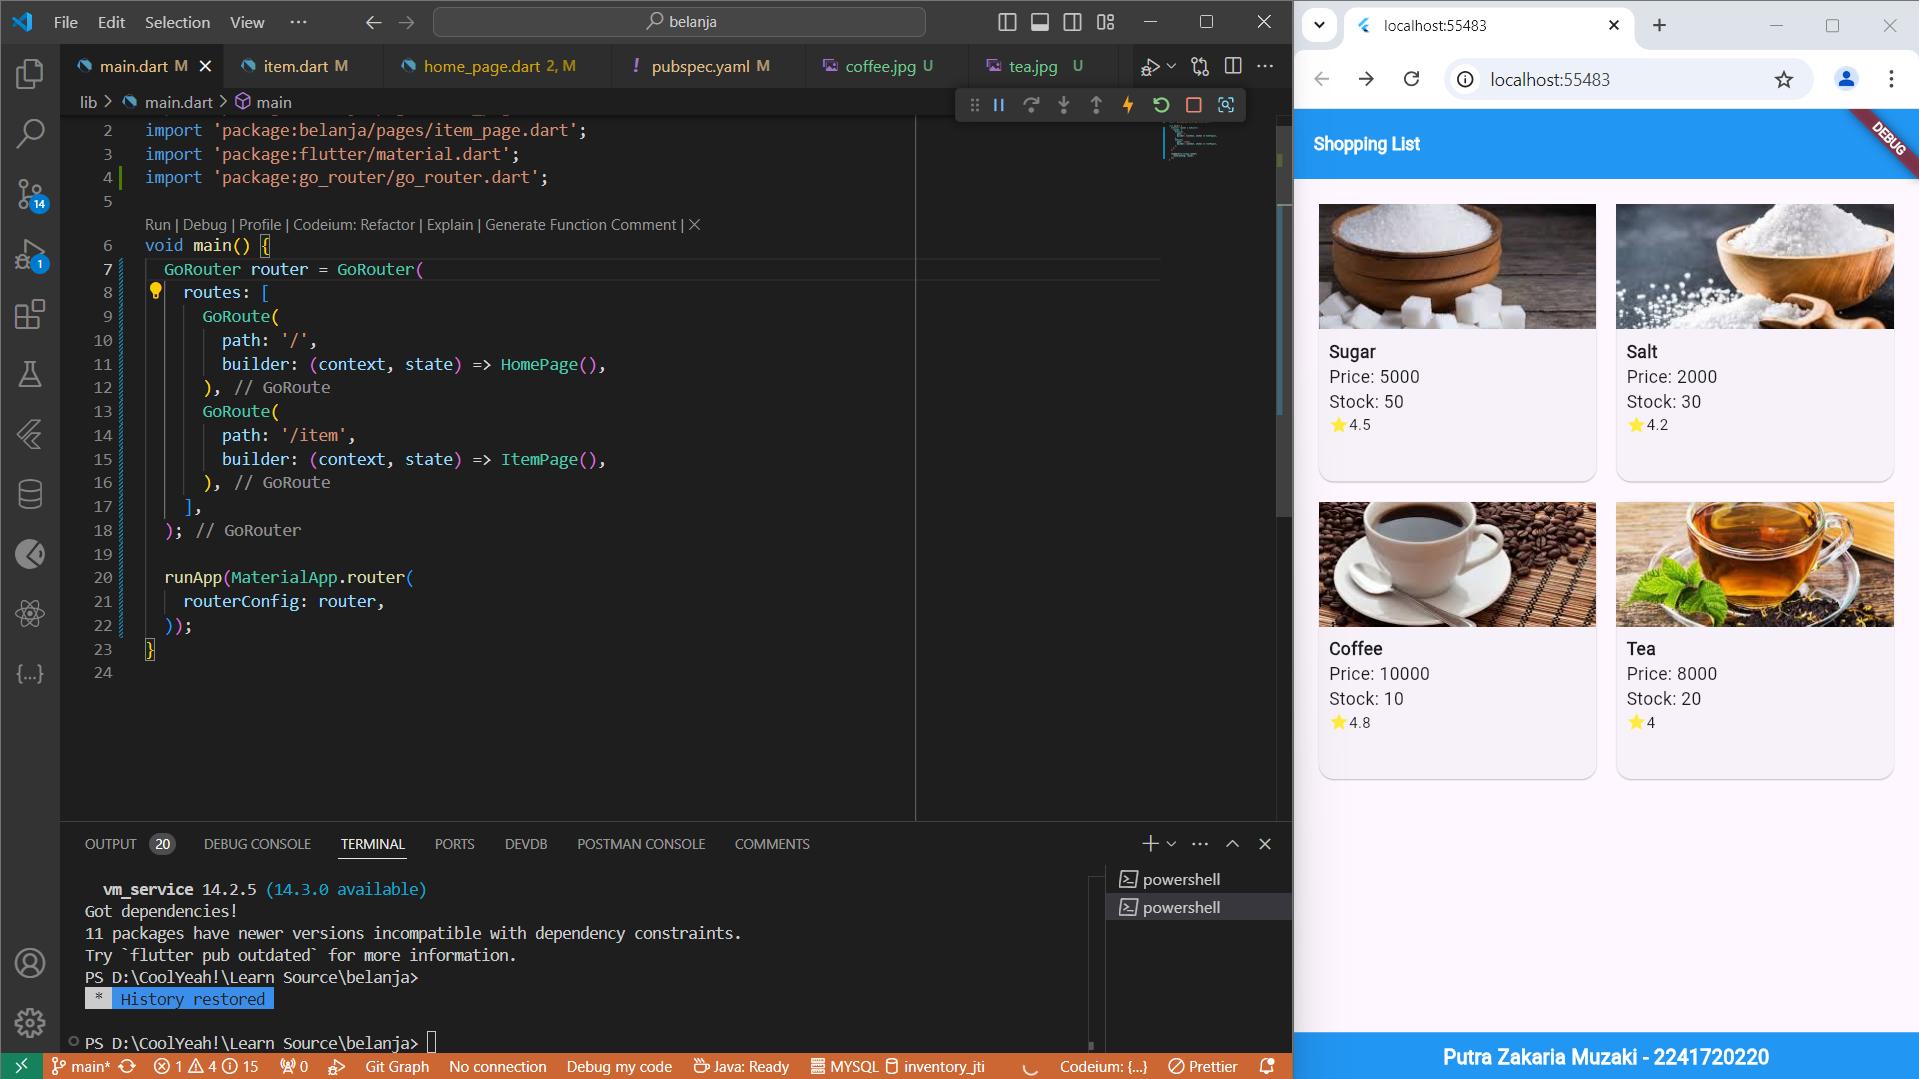 File Edit Selection View ··· belanja
main.dart M item.dart M home_page.dart 2, M ! pubspec.yaml M coffee.jpg U tea.jpg U
lib > main.dart > main
2 import 'package:belanja/pages/item_page.dart';
3 import 'package:flutter/material.dart';
4 import 'package:go_router/go_router.dart';
5
Run | Debug | Profile | Codeium: Refactor | Explain | Generate Function Comment | ×
6 void main() {
7 GoRouter router = GoRouter(
8 routes: [
9 GoRoute(
10 path: '/',
11 builder: (context, state) => HomePage(),
12 ), // GoRoute
13 GoRoute(
14 path: '/item',
15 builder: (context, state) => ItemPage(),
16 ), // GoRoute
17 ],
18 ); // GoRouter
19
20 runApp(MaterialApp.router(
21 routerConfig: router,
22 ));
23 }
24
14
1
OUTPUT 20 DEBUG CONSOLE TERMINAL PORTS DEVDB POSTMAN CONSOLE COMMENTS
vm_service 14.2.5 (14.3.0 available)
Got dependencies!
11 packages have newer versions incompatible with dependency constraints.
Try `flutter pub outdated` for more information.
PS D:\CoolYeah!\Learn Source\belanja>
* History restored
PS D:\CoolYeah!\Learn Source\belanja>
powershell
powershell
main* 1 4 15 0 Git Graph No connection Debug my code Java: Ready MYSQL inventory_jti Codeium: {...} Prettier
localhost:55483
localhost:55483
Shopping List
DEBUG
Sugar
Price: 5000
Stock: 50
4.5
Salt
Price: 2000
Stock: 30
4.2
Coffee
Price: 10000
Stock: 10
4.8
Tea
Price: 8000
Stock: 20
4
Putra Zakaria Muzaki - 2241720220